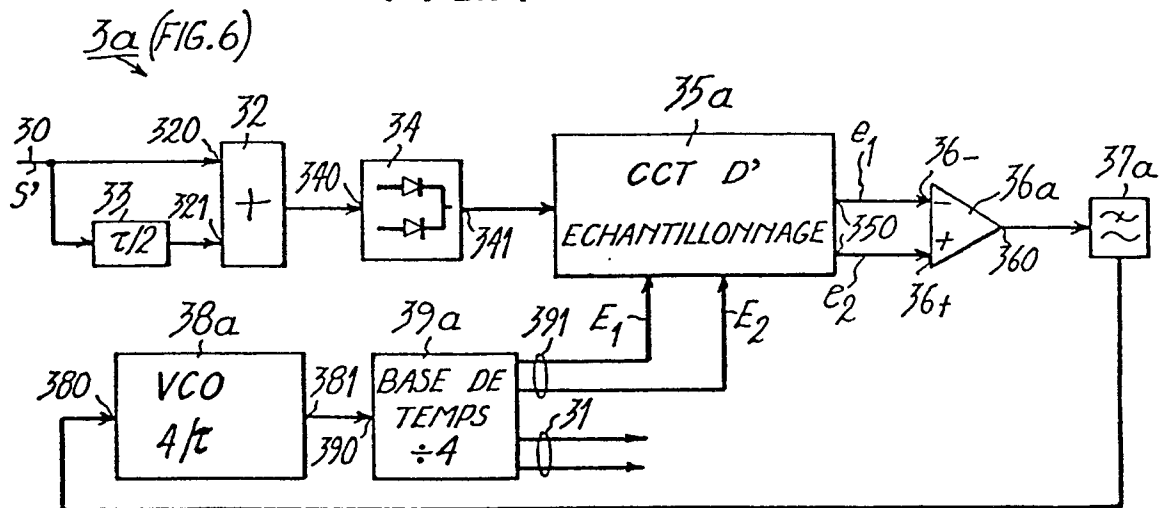 3a (FIG.6)
30
S'
320
32
+
33
τ/2
321
340
34
341
35a
CCT D'
ECHANTILLONNAGE
e1
350
e2
36-
-
+
36+
36a
360
37a
E1
E2
38a
380
VCO
4/τ
381
390
39a
BASE DE
TEMPS
÷4
391
31